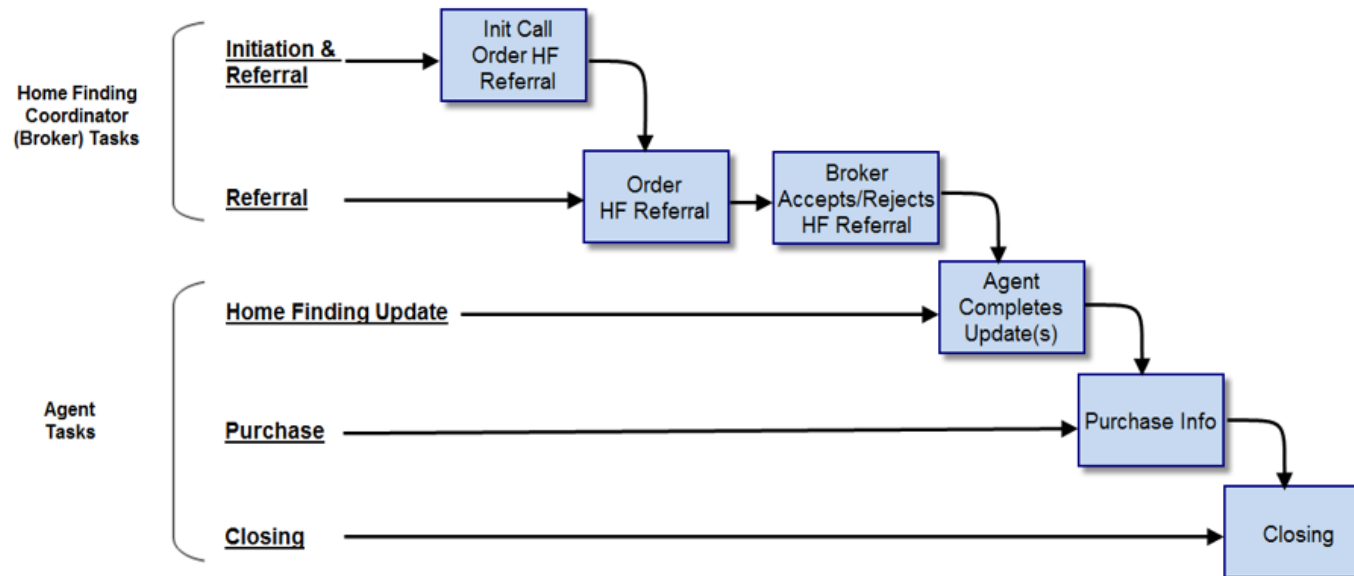 Home Finding
Coordinator
(Broker) Tasks
Initiation &
Referral
Init Call
Order HF
Referral
Referral
Order
HF Referral
Broker
Accepts/Rejects
HF Referral
Agent
Tasks
Home Finding Update
Agent
Completes
Update(s)
Purchase
Purchase Info
Closing
Closing